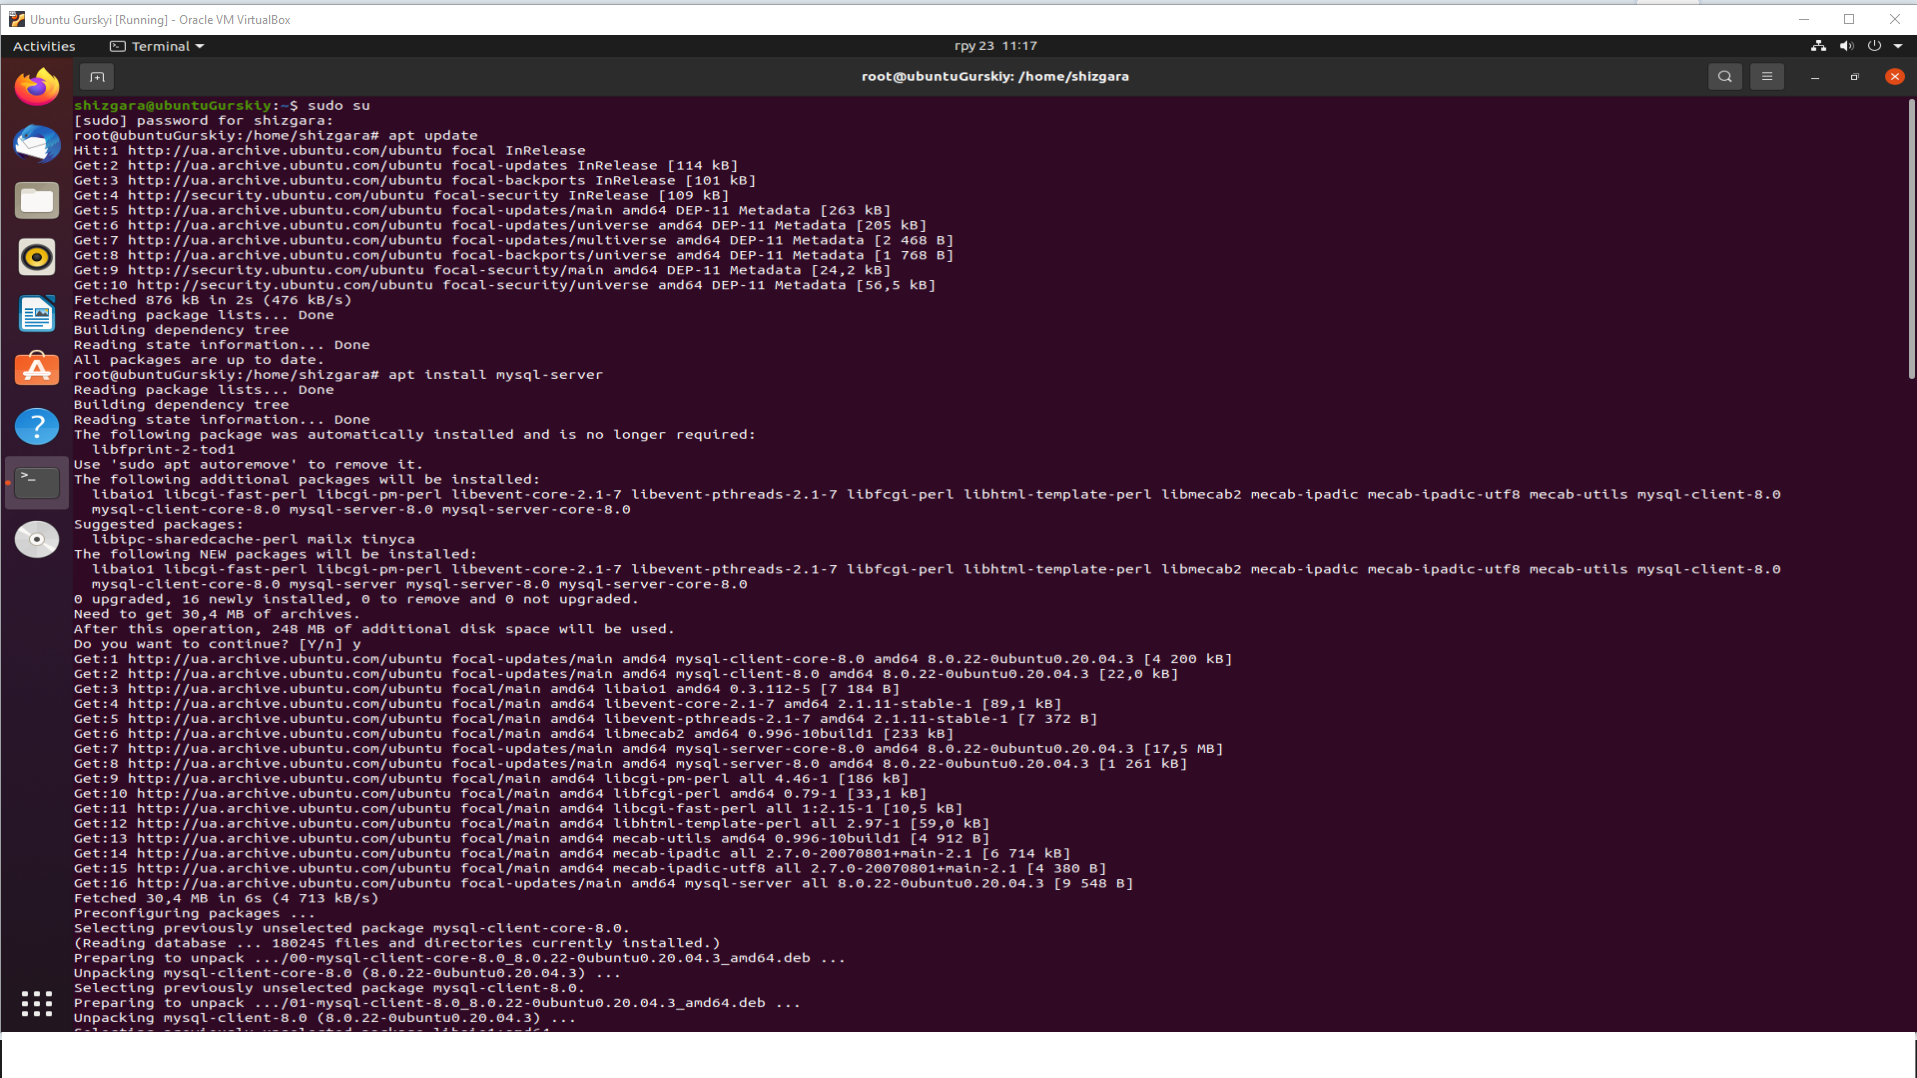 Ubuntu Gurskyi [Running] - Oracle VM VirtualBox
Activities
Terminal
гру 23 11:17
root@ubuntuGurskiy: /home/shizgara
shizgara@ubuntuGurskiy:~$ sudo su
[sudo] password for shizgara:
root@ubuntuGurskiy:/home/shizgara# apt update
Hit:1 http://ua.archive.ubuntu.com/ubuntu focal InRelease
Get:2 http://ua.archive.ubuntu.com/ubuntu focal-updates InRelease [114 kB]
Get:3 http://ua.archive.ubuntu.com/ubuntu focal-backports InRelease [101 kB]
Get:4 http://security.ubuntu.com/ubuntu focal-security InRelease [109 kB]
Get:5 http://ua.archive.ubuntu.com/ubuntu focal-updates/main amd64 DEP-11 Metadata [263 kB]
Get:6 http://ua.archive.ubuntu.com/ubuntu focal-updates/universe amd64 DEP-11 Metadata [205 kB]
Get:7 http://ua.archive.ubuntu.com/ubuntu focal-updates/multiverse amd64 DEP-11 Metadata [2 468 B]
Get:8 http://ua.archive.ubuntu.com/ubuntu focal-backports/universe amd64 DEP-11 Metadata [1 768 B]
Get:9 http://security.ubuntu.com/ubuntu focal-security/main amd64 DEP-11 Metadata [24,2 kB]
Get:10 http://security.ubuntu.com/ubuntu focal-security/universe amd64 DEP-11 Metadata [56,5 kB]
Fetched 876 kB in 2s (476 kB/s)
Reading package lists... Done
Building dependency tree
Reading state information... Done
All packages are up to date.
root@ubuntuGurskiy:/home/shizgara# apt install mysql-server
Reading package lists... Done
Building dependency tree
Reading state information... Done
The following package was automatically installed and is no longer required:
libfprint-2-tod1
Use 'sudo apt autoremove' to remove it.
The following additional packages will be installed:
libaio1 libcgi-fast-perl libcgi-pm-perl libevent-core-2.1-7 libevent-pthreads-2.1-7 libfcgi-perl libhtml-template-perl libmecab2 mecab-ipadic mecab-ipadic-utf8 mecab-utils mysql-client-8.0
mysql-client-core-8.0 mysql-server-8.0 mysql-server-core-8.0
Suggested packages:
libipc-sharedcache-perl mailx tinyca
The following NEW packages will be installed:
libaio1 libcgi-fast-perl libcgi-pm-perl libevent-core-2.1-7 libevent-pthreads-2.1-7 libfcgi-perl libhtml-template-perl libmecab2 mecab-ipadic mecab-ipadic-utf8 mecab-utils mysql-client-8.0
mysql-client-core-8.0 mysql-server mysql-server-8.0 mysql-server-core-8.0
0 upgraded, 16 newly installed, 0 to remove and 0 not upgraded.
Need to get 30,4 MB of archives.
After this operation, 248 MB of additional disk space will be used.
Do you want to continue? [Y/n] y
Get:1 http://ua.archive.ubuntu.com/ubuntu focal-updates/main amd64 mysql-client-core-8.0 amd64 8.0.22-0ubuntu0.20.04.3 [4 200 kB]
Get:2 http://ua.archive.ubuntu.com/ubuntu focal-updates/main amd64 mysql-client-8.0 amd64 8.0.22-0ubuntu0.20.04.3 [22,0 kB]
Get:3 http://ua.archive.ubuntu.com/ubuntu focal/main amd64 libaio1 amd64 0.3.112-5 [7 184 B]
Get:4 http://ua.archive.ubuntu.com/ubuntu focal/main amd64 libevent-core-2.1-7 amd64 2.1.11-stable-1 [89,1 kB]
Get:5 http://ua.archive.ubuntu.com/ubuntu focal/main amd64 libevent-pthreads-2.1-7 amd64 2.1.11-stable-1 [7 372 B]
Get:6 http://ua.archive.ubuntu.com/ubuntu focal/main amd64 libmecab2 amd64 0.996-10build1 [233 kB]
Get:7 http://ua.archive.ubuntu.com/ubuntu focal-updates/main amd64 mysql-server-core-8.0 amd64 8.0.22-0ubuntu0.20.04.3 [17,5 MB]
Get:8 http://ua.archive.ubuntu.com/ubuntu focal-updates/main amd64 mysql-server-8.0 amd64 8.0.22-0ubuntu0.20.04.3 [1 261 kB]
Get:9 http://ua.archive.ubuntu.com/ubuntu focal/main amd64 libcgi-pm-perl all 4.46-1 [186 kB]
Get:10 http://ua.archive.ubuntu.com/ubuntu focal/main amd64 libfcgi-perl amd64 0.79-1 [33,1 kB]
Get:11 http://ua.archive.ubuntu.com/ubuntu focal/main amd64 libcgi-fast-perl all 1:2.15-1 [10,5 kB]
Get:12 http://ua.archive.ubuntu.com/ubuntu focal/main amd64 libhtml-template-perl all 2.97-1 [59,0 kB]
Get:13 http://ua.archive.ubuntu.com/ubuntu focal/main amd64 mecab-utils amd64 0.996-10build1 [4 912 B]
Get:14 http://ua.archive.ubuntu.com/ubuntu focal/main amd64 mecab-ipadic all 2.7.0-20070801+main-2.1 [6 714 kB]
Get:15 http://ua.archive.ubuntu.com/ubuntu focal/main amd64 mecab-ipadic-utf8 all 2.7.0-20070801+main-2.1 [4 380 B]
Get:16 http://ua.archive.ubuntu.com/ubuntu focal-updates/main amd64 mysql-server all 8.0.22-0ubuntu0.20.04.3 [9 548 B]
Fetched 30,4 MB in 6s (4 713 kB/s)
Preconfiguring packages ...
Selecting previously unselected package mysql-client-core-8.0.
(Reading database ... 180245 files and directories currently installed.)
Preparing to unpack .../00-mysql-client-core-8.0_8.0.22-0ubuntu0.20.04.3_amd64.deb ...
Unpacking mysql-client-core-8.0 (8.0.22-0ubuntu0.20.04.3) ...
Selecting previously unselected package mysql-client-8.0.
Preparing to unpack .../01-mysql-client-8.0_8.0.22-0ubuntu0.20.04.3_amd64.deb ...
Unpacking mysql-client-8.0 (8.0.22-0ubuntu0.20.04.3) ...